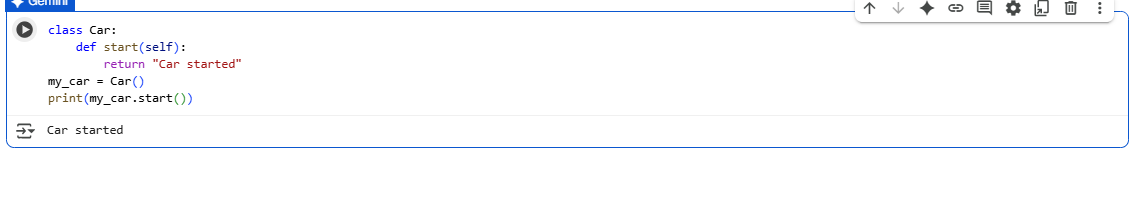 Gemini
class Car:
    def start(self):
        return "Car started"
my_car = Car()
print(my_car.start())
Car started